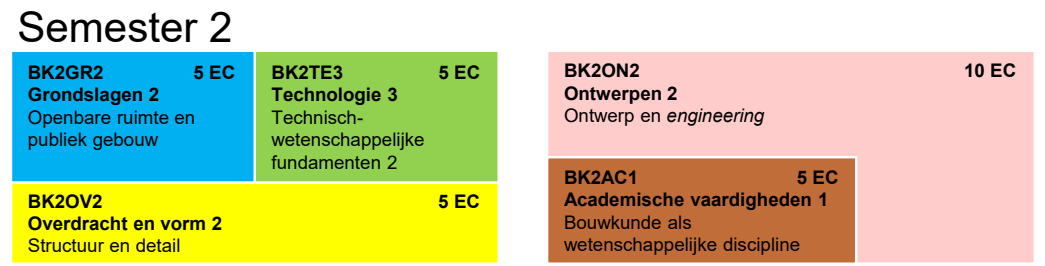 Semester 2
BK2GR2 5 EC
Grondslagen 2
Openbare ruimte en
publiek gebouw
BK2TE3 5 EC
Technologie 3
Technisch-
wetenschappelijke
fundamenten 2
BK2OV2 5 EC
Overdracht en vorm 2
Structuur en detail
BK2ON2 10 EC
Ontwerpen 2
Ontwerp en engineering
BK2AC1 5 EC
Academische vaardigheden 1
Bouwkunde als
wetenschappelijke discipline